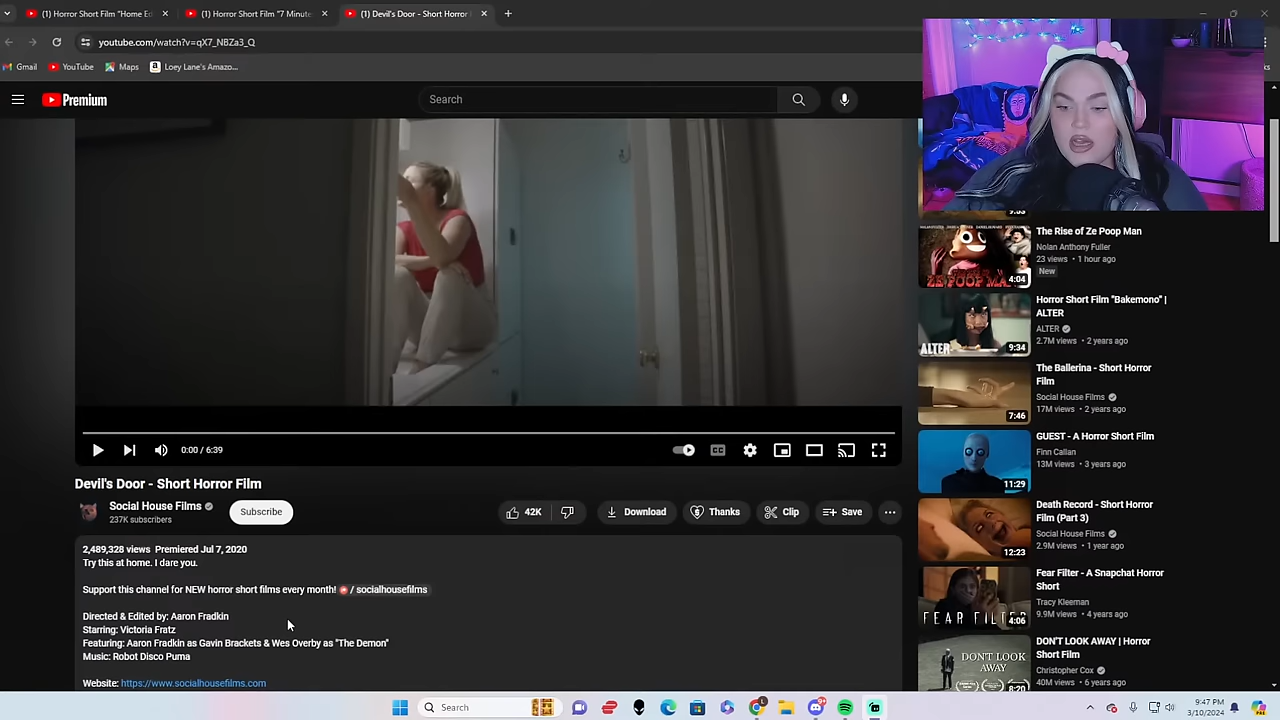 (1) Horror Short Film "Home Ed
(1) Horror Short Film "7 Minute
(1) Devil's Door - Short Horror
youtube.com/watch?v=qX7_NBZa3_Q
Gmail
YouTube
Maps
Loey Lane's Amazo...
Premium
Search
0:00 / 6:39
Devil's Door - Short Horror Film
Social House Films
237K subscribers
Subscribe
42K
Download
Thanks
Clip
Save
2,489,328 views Premiered Jul 7, 2020
Try this at home. I dare you.
Support this channel for NEW horror short films every month! / socialhousefilms
Directed & Edited by: Aaron Fradkin
Starring: Victoria Fratz
Featuring: Aaron Fradkin as Gavin Brackets & Wes Overby as "The Demon"
Music: Robot Disco Puma
Website: https://www.socialhousefilms.com
9:53
ZE POOP MAN
4:04
The Rise of Ze Poop Man
Nolan Anthony Fuller
23 views • 1 hour ago
New
ALTER
9:34
Horror Short Film "Bakemono" |
ALTER
ALTER
2.7M views • 2 years ago
7:46
The Ballerina - Short Horror
Film
Social House Films
17M views • 2 years ago
11:29
GUEST - A Horror Short Film
Finn Callan
13M views • 3 years ago
12:23
Death Record - Short Horror
Film (Part 3)
Social House Films
2.9M views • 1 year ago
FEAR FILTER
4:06
Fear Filter - A Snapchat Horror
Short
Tracy Kleeman
9.9M views • 4 years ago
DON'T LOOK
AWAY
8:20
DON'T LOOK AWAY | Horror
Short Film
Christopher Cox
40M views • 6 years ago
Search
9:47 PM
3/10/2024